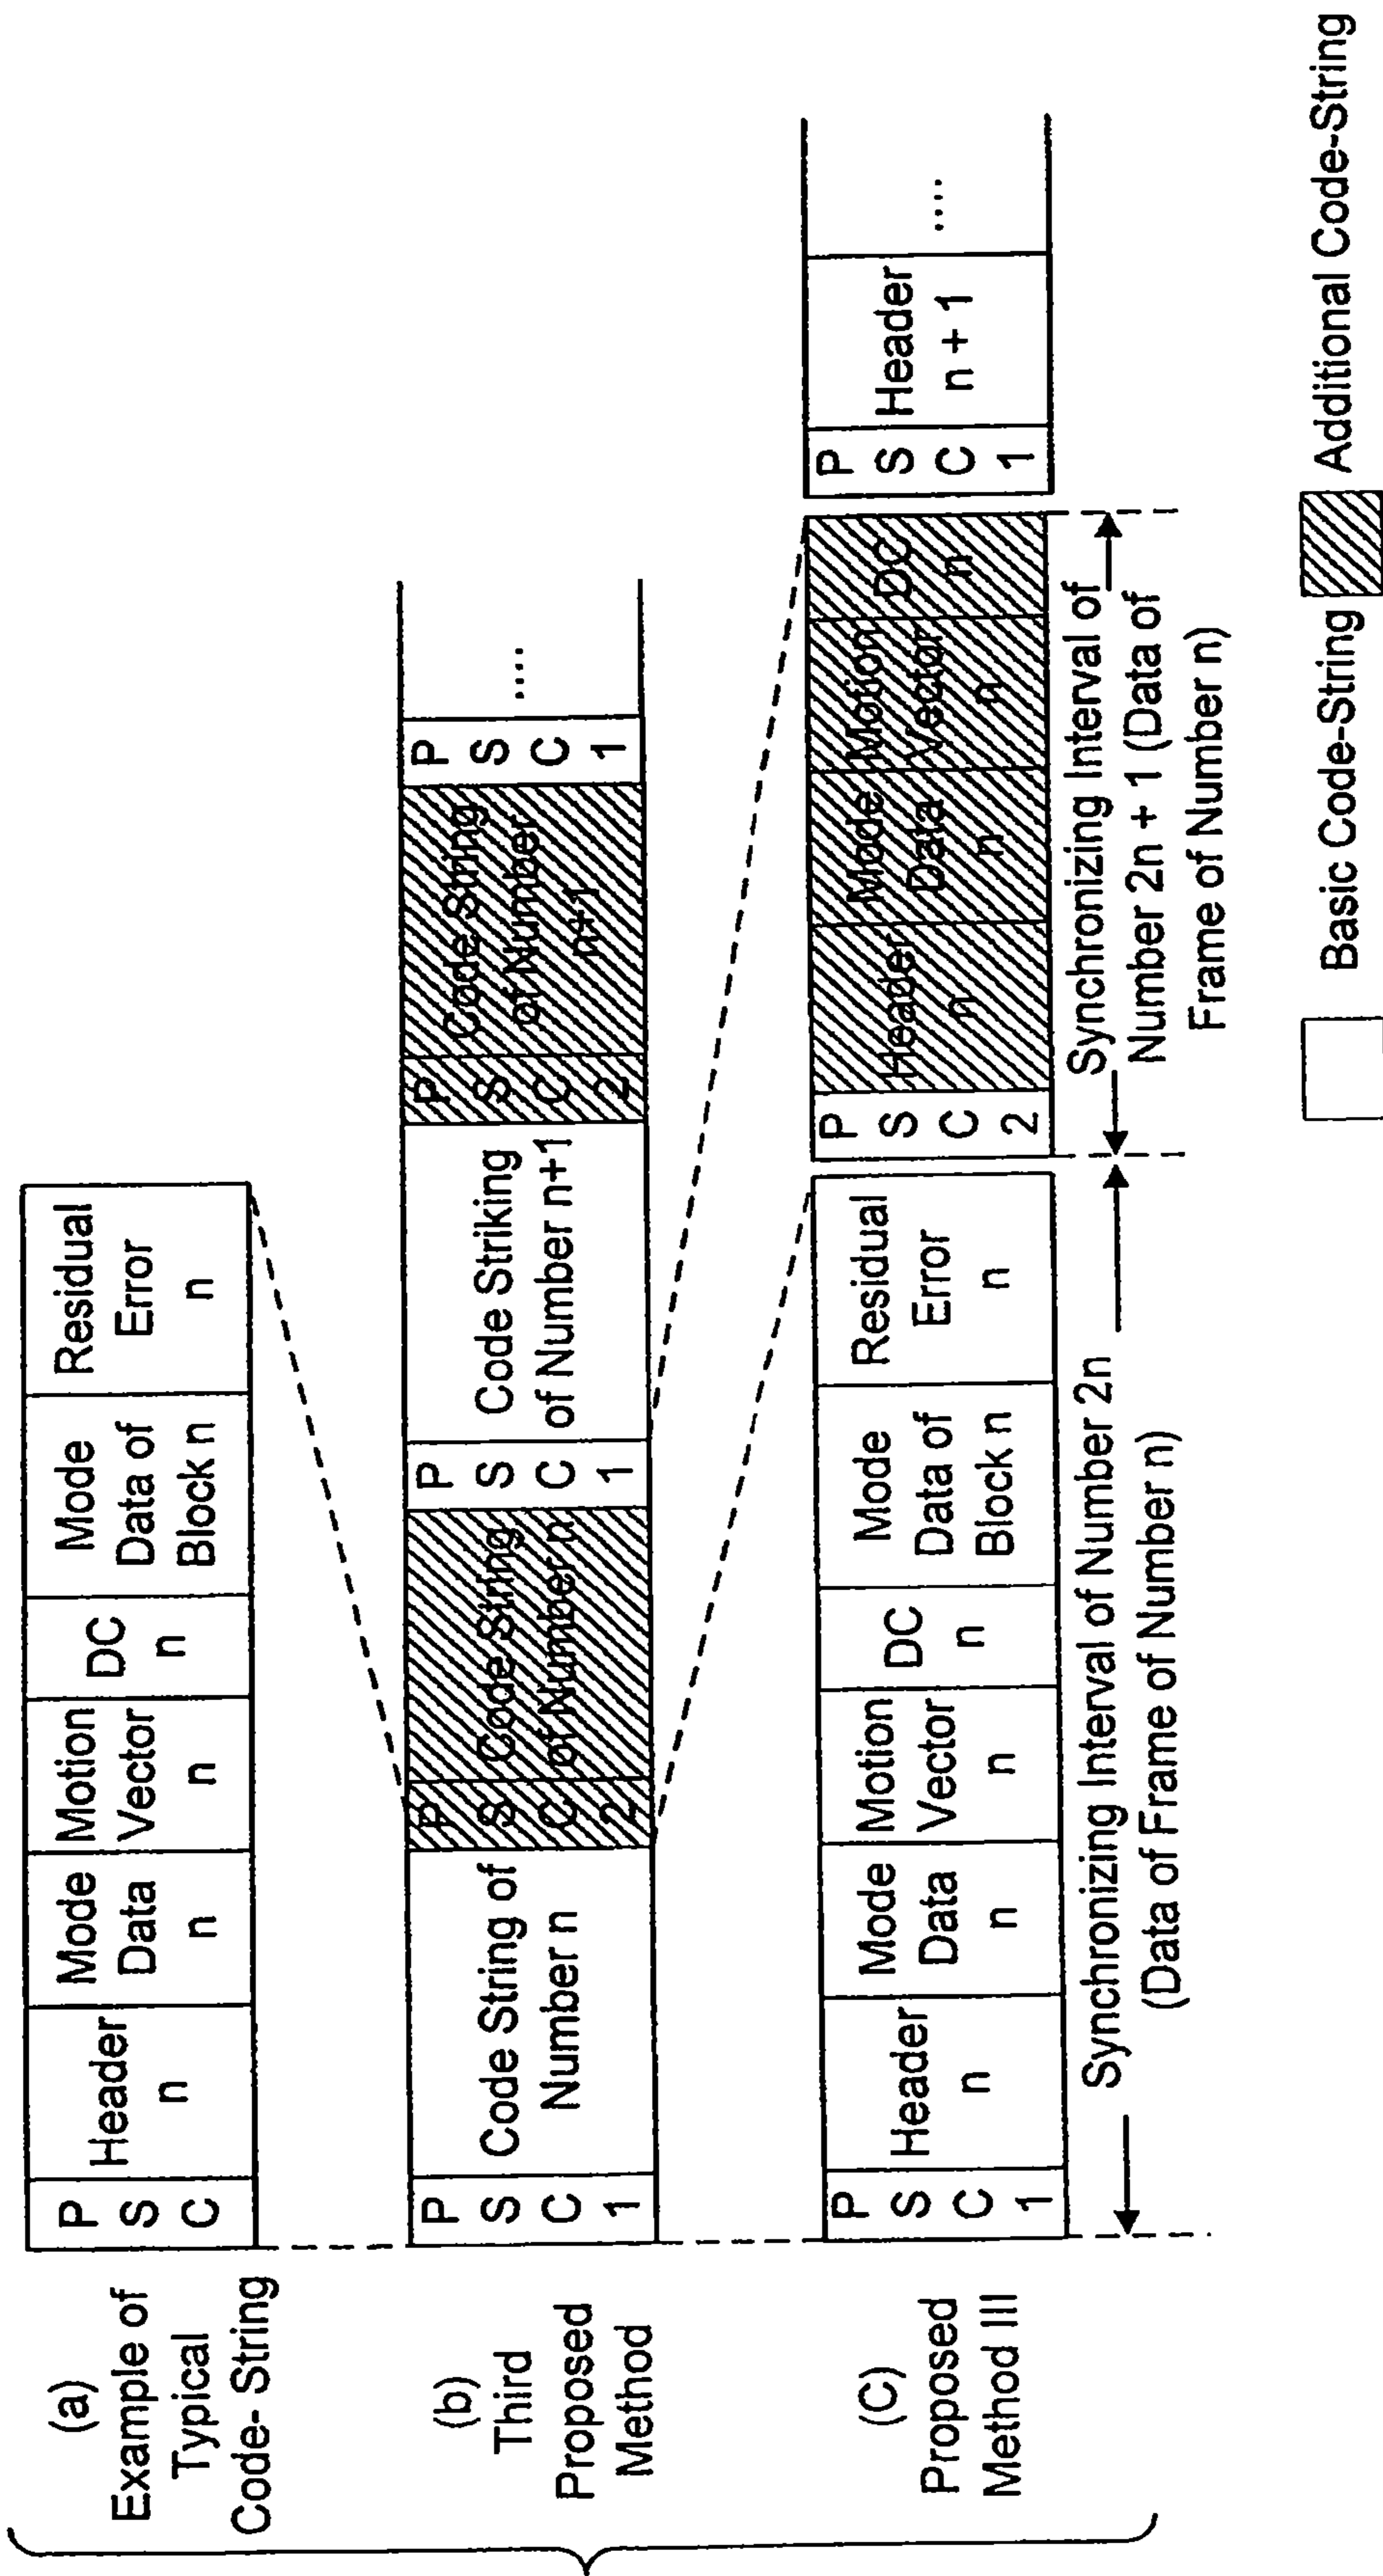 (a)
Example of
Typical
Code- String
P
S
C
Header
n
Mode
Data
n
Motion
Vector
n
DC
n
Mode
Data of
Block n
Residual
Error
n
(b)
Third
Proposed
Method
P
S
C
1
Code String of
Number n
P
S
C
2
Code String
of Number n
P
S
C
1
Code Striking
of Number n+1
P
S
C
2
Code String
of Number
n+1
P
S
C
1
....
(C)
Proposed
Method III
P
S
C
1
Header
n
Mode
Data
n
Motion
Vector
n
DC
n
Mode
Data of
Block n
Residual
Error
n
P
S
C
2
Header
n
Mode
Data
n
Motion
Vector
n
DC
n
P
S
C
1
Header
n + 1
....
Synchronizing Interval of Number 2n
(Data of Frame of Number n)
Synchronizing Interval of
Number 2n + 1 (Data of
Frame of Number n)
Basic Code-String
Additional Code-String